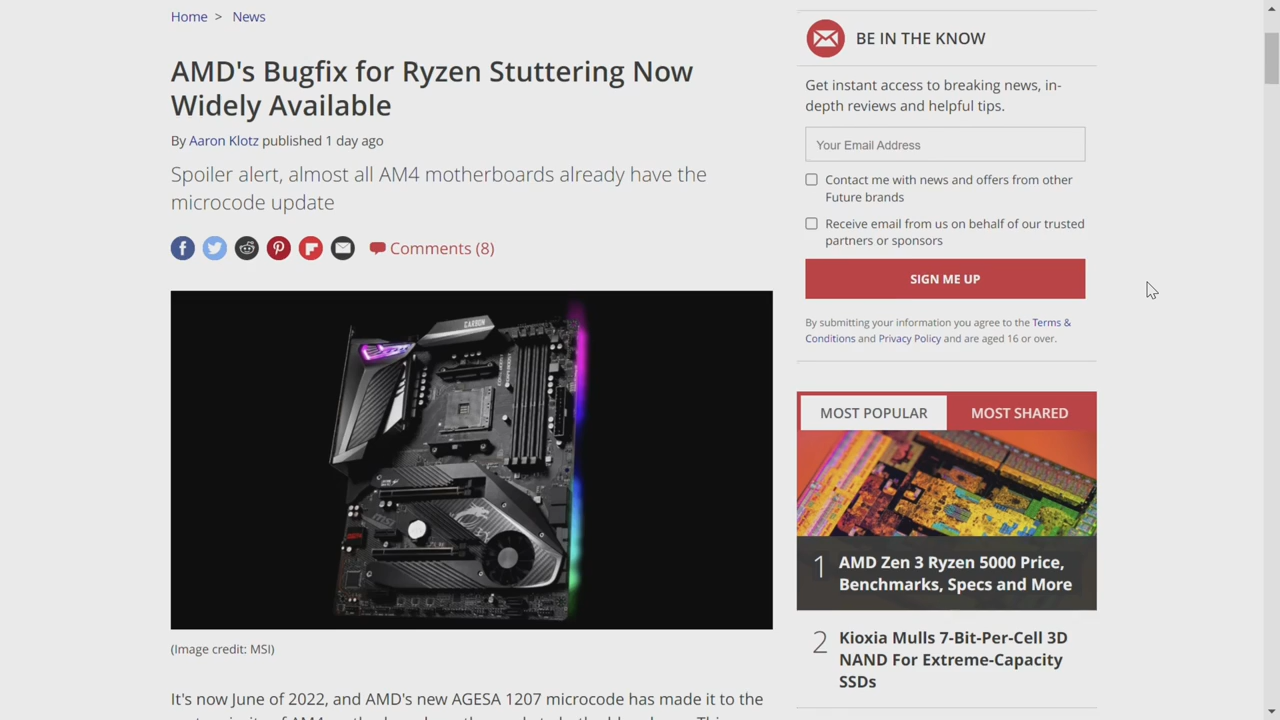 Home > News
AMD's Bugfix for Ryzen Stuttering Now
Widely Available
By Aaron Klotz published 1 day ago
Spoiler alert, almost all AM4 motherboards already have the
microcode update
Comments (8)
CARBON
(Image credit: MSI)
It's now June of 2022, and AMD's new AGESA 1207 microcode has made it to the
BE IN THE KNOW
Get instant access to breaking news, in-
depth reviews and helpful tips.
Your Email Address
Contact me with news and offers from other
Future brands
Receive email from us on behalf of our trusted
partners or sponsors
SIGN ME UP
By submitting your information you agree to the Terms &
Conditions and Privacy Policy and are aged 16 or over.
MOST POPULAR
MOST SHARED
1 AMD Zen 3 Ryzen 5000 Price,
Benchmarks, Specs and More
2 Kioxia Mulls 7-Bit-Per-Cell 3D
NAND For Extreme-Capacity
SSDs